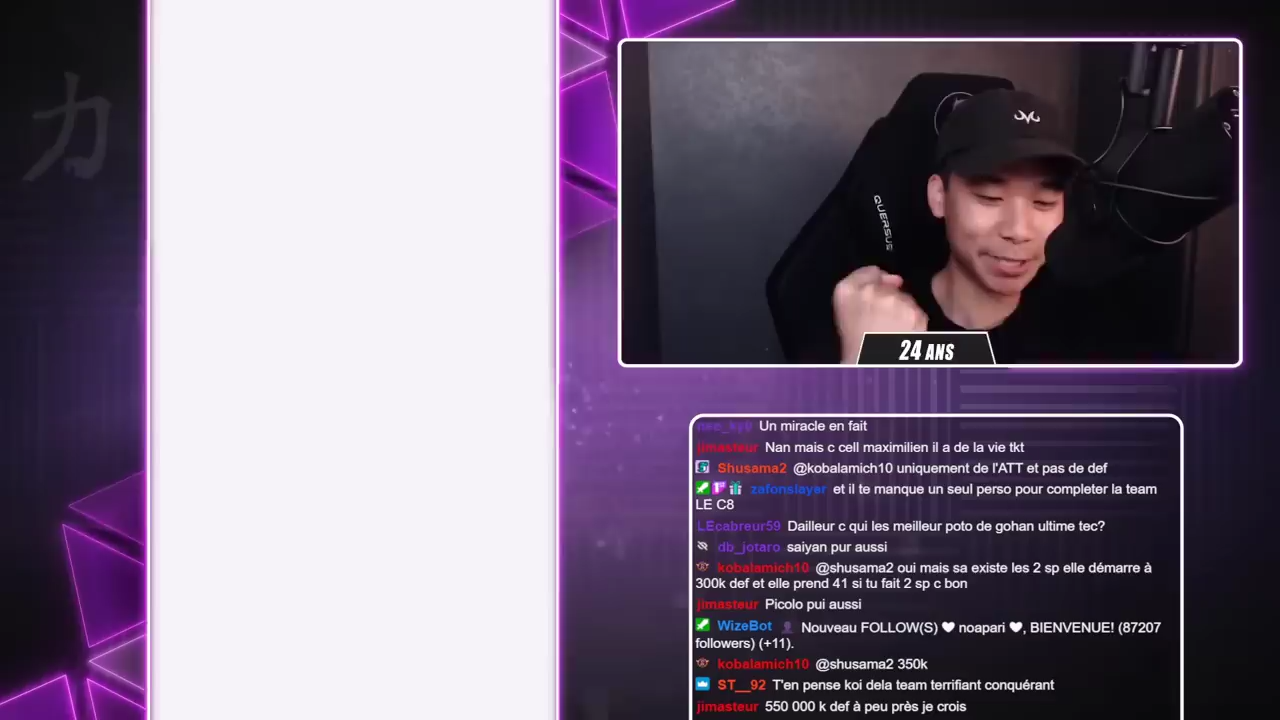 力
QUERSUS
24 ANS
neo_kyo Un miracle en fait
jimasteur Nan mais c cell maximilien il a de la vie tkt
Shusama2 @kobalamich10 uniquement de l'ATT et pas de def
zafonslayer et il te manque un seul perso pour completer la team
LE C8
LEcabreur59 Dailleur c qui les meilleur poto de gohan ultime tec?
db_jotaro saiyan pur aussi
kobalamich10 @shusama2 oui mais sa existe les 2 sp elle démarre à
300k def et elle prend 41 si tu fait 2 sp c bon
jimasteur Picolo pui aussi
WizeBot Nouveau FOLLOW(S) noapari , BIENVENUE! (87207
followers) (+11).
kobalamich10 @shusama2 350k
ST__92 T'en pense koi dela team terrifiant conquérant
jimasteur 550 000 k def à peu près je crois